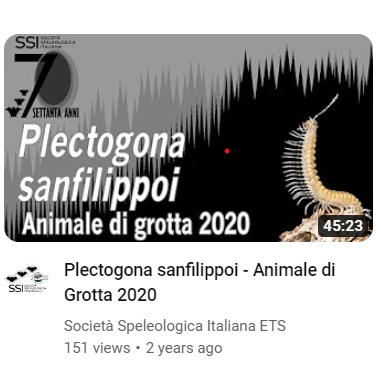 SSI SOCIETÀ
SPELEOLOGICA
ITALIANA
70
SETTANTA ANNI
Plectogona
sanfilippoi
Animale di grotta 2020
45:23
Plectogona sanfilippoi - Animale di
Grotta 2020
SSI
Società Speleologica Italiana ETS
151 views • 2 years ago